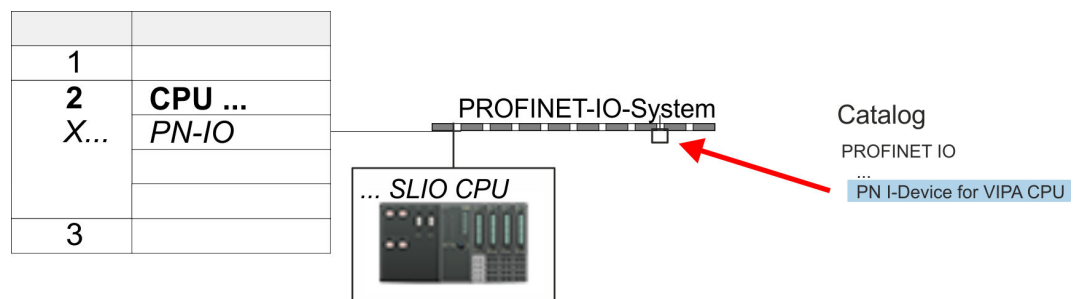 1
2 CPU ...
X... PN-IO
3
PROFINET-IO-System
... SLIO CPU
Catalog
PROFINET IO
...
PN I-Device for VIPA CPU